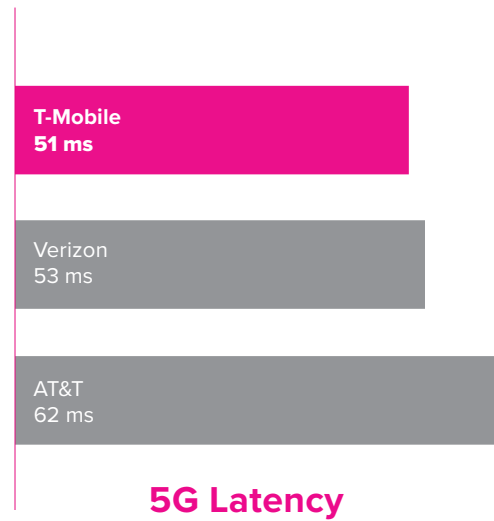 T-Mobile
51 ms
Verizon
53 ms
AT&T
62 ms
5G Latency